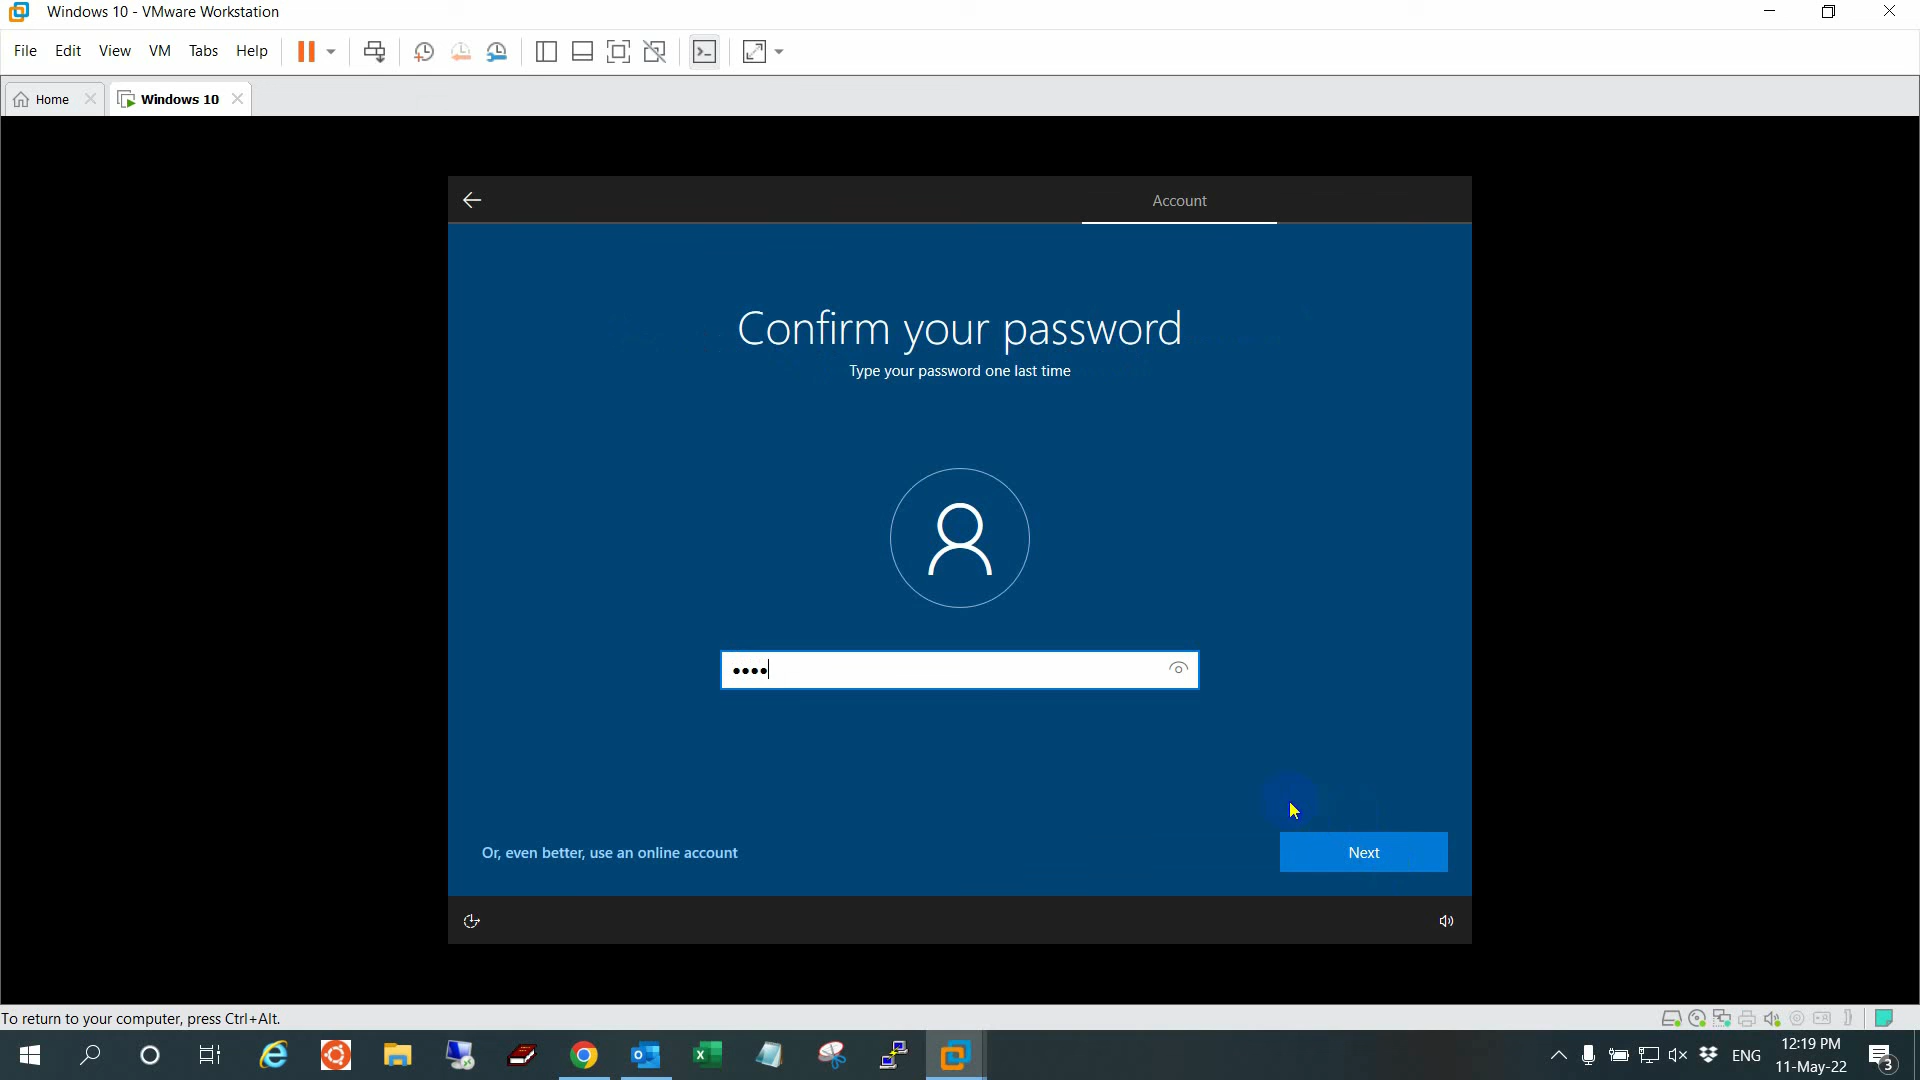 Windows 10 - VMware Workstation
File Edit View VM Tabs Help
Home
Windows 10
Account
Confirm your password
Type your password one last time
Or, even better, use an online account
Next
To return to your computer, press Ctrl+Alt.
ENG
12:19 PM
11-May-22
3